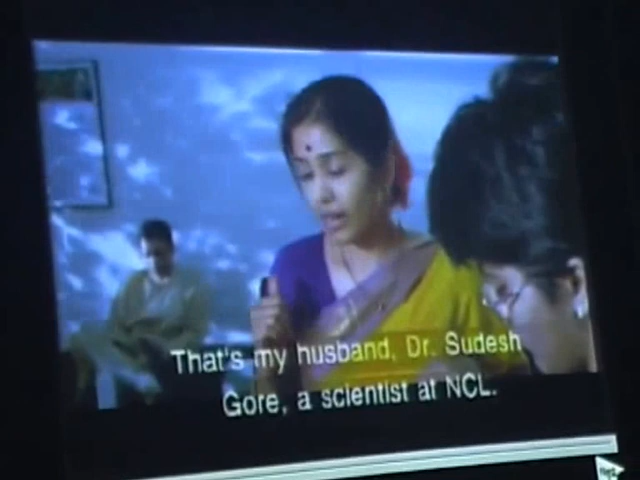 That's my husband, Dr. Sudesh
Gore, a scientist at NCL.